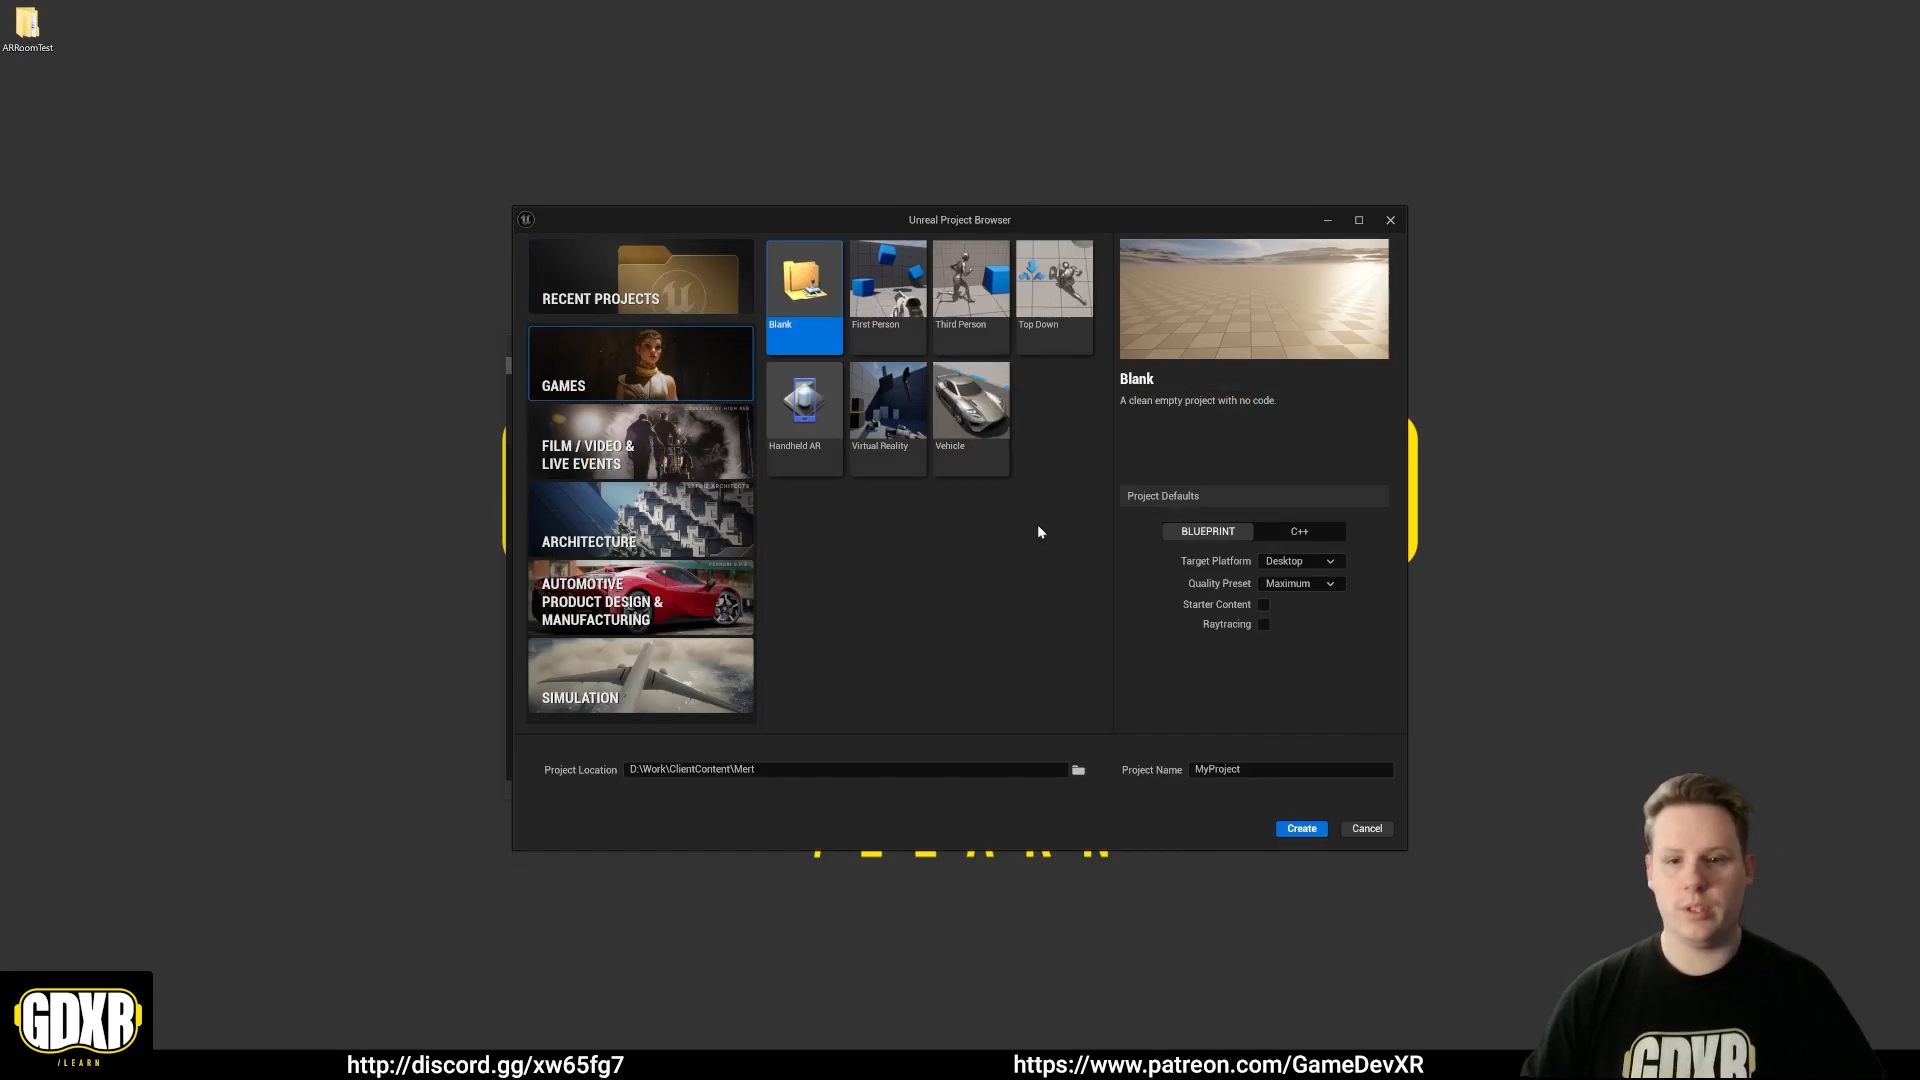 ARRoomTest
Unreal Project Browser
RECENT PROJECTS
GAMES
FILM / VIDEO &
LIVE EVENTS
ARCHITECTURE
AUTOMOTIVE
PRODUCT DESIGN &
MANUFACTURING
SIMULATION
Blank
First Person
Third Person
Top Down
Handheld AR
Virtual Reality
Vehicle
Blank
A clean empty project with no code.
Project Defaults
BLUEPRINT
C++
Target Platform
Desktop
Quality Preset
Maximum
Starter Content
Raytracing
Project Location
D:\Work\ClientContent\Mert
Project Name
MyProject
Create
Cancel
GDXR
/LEARN
http://discord.gg/xw65fg7
https://www.patreon.com/GameDevXR
GDXR